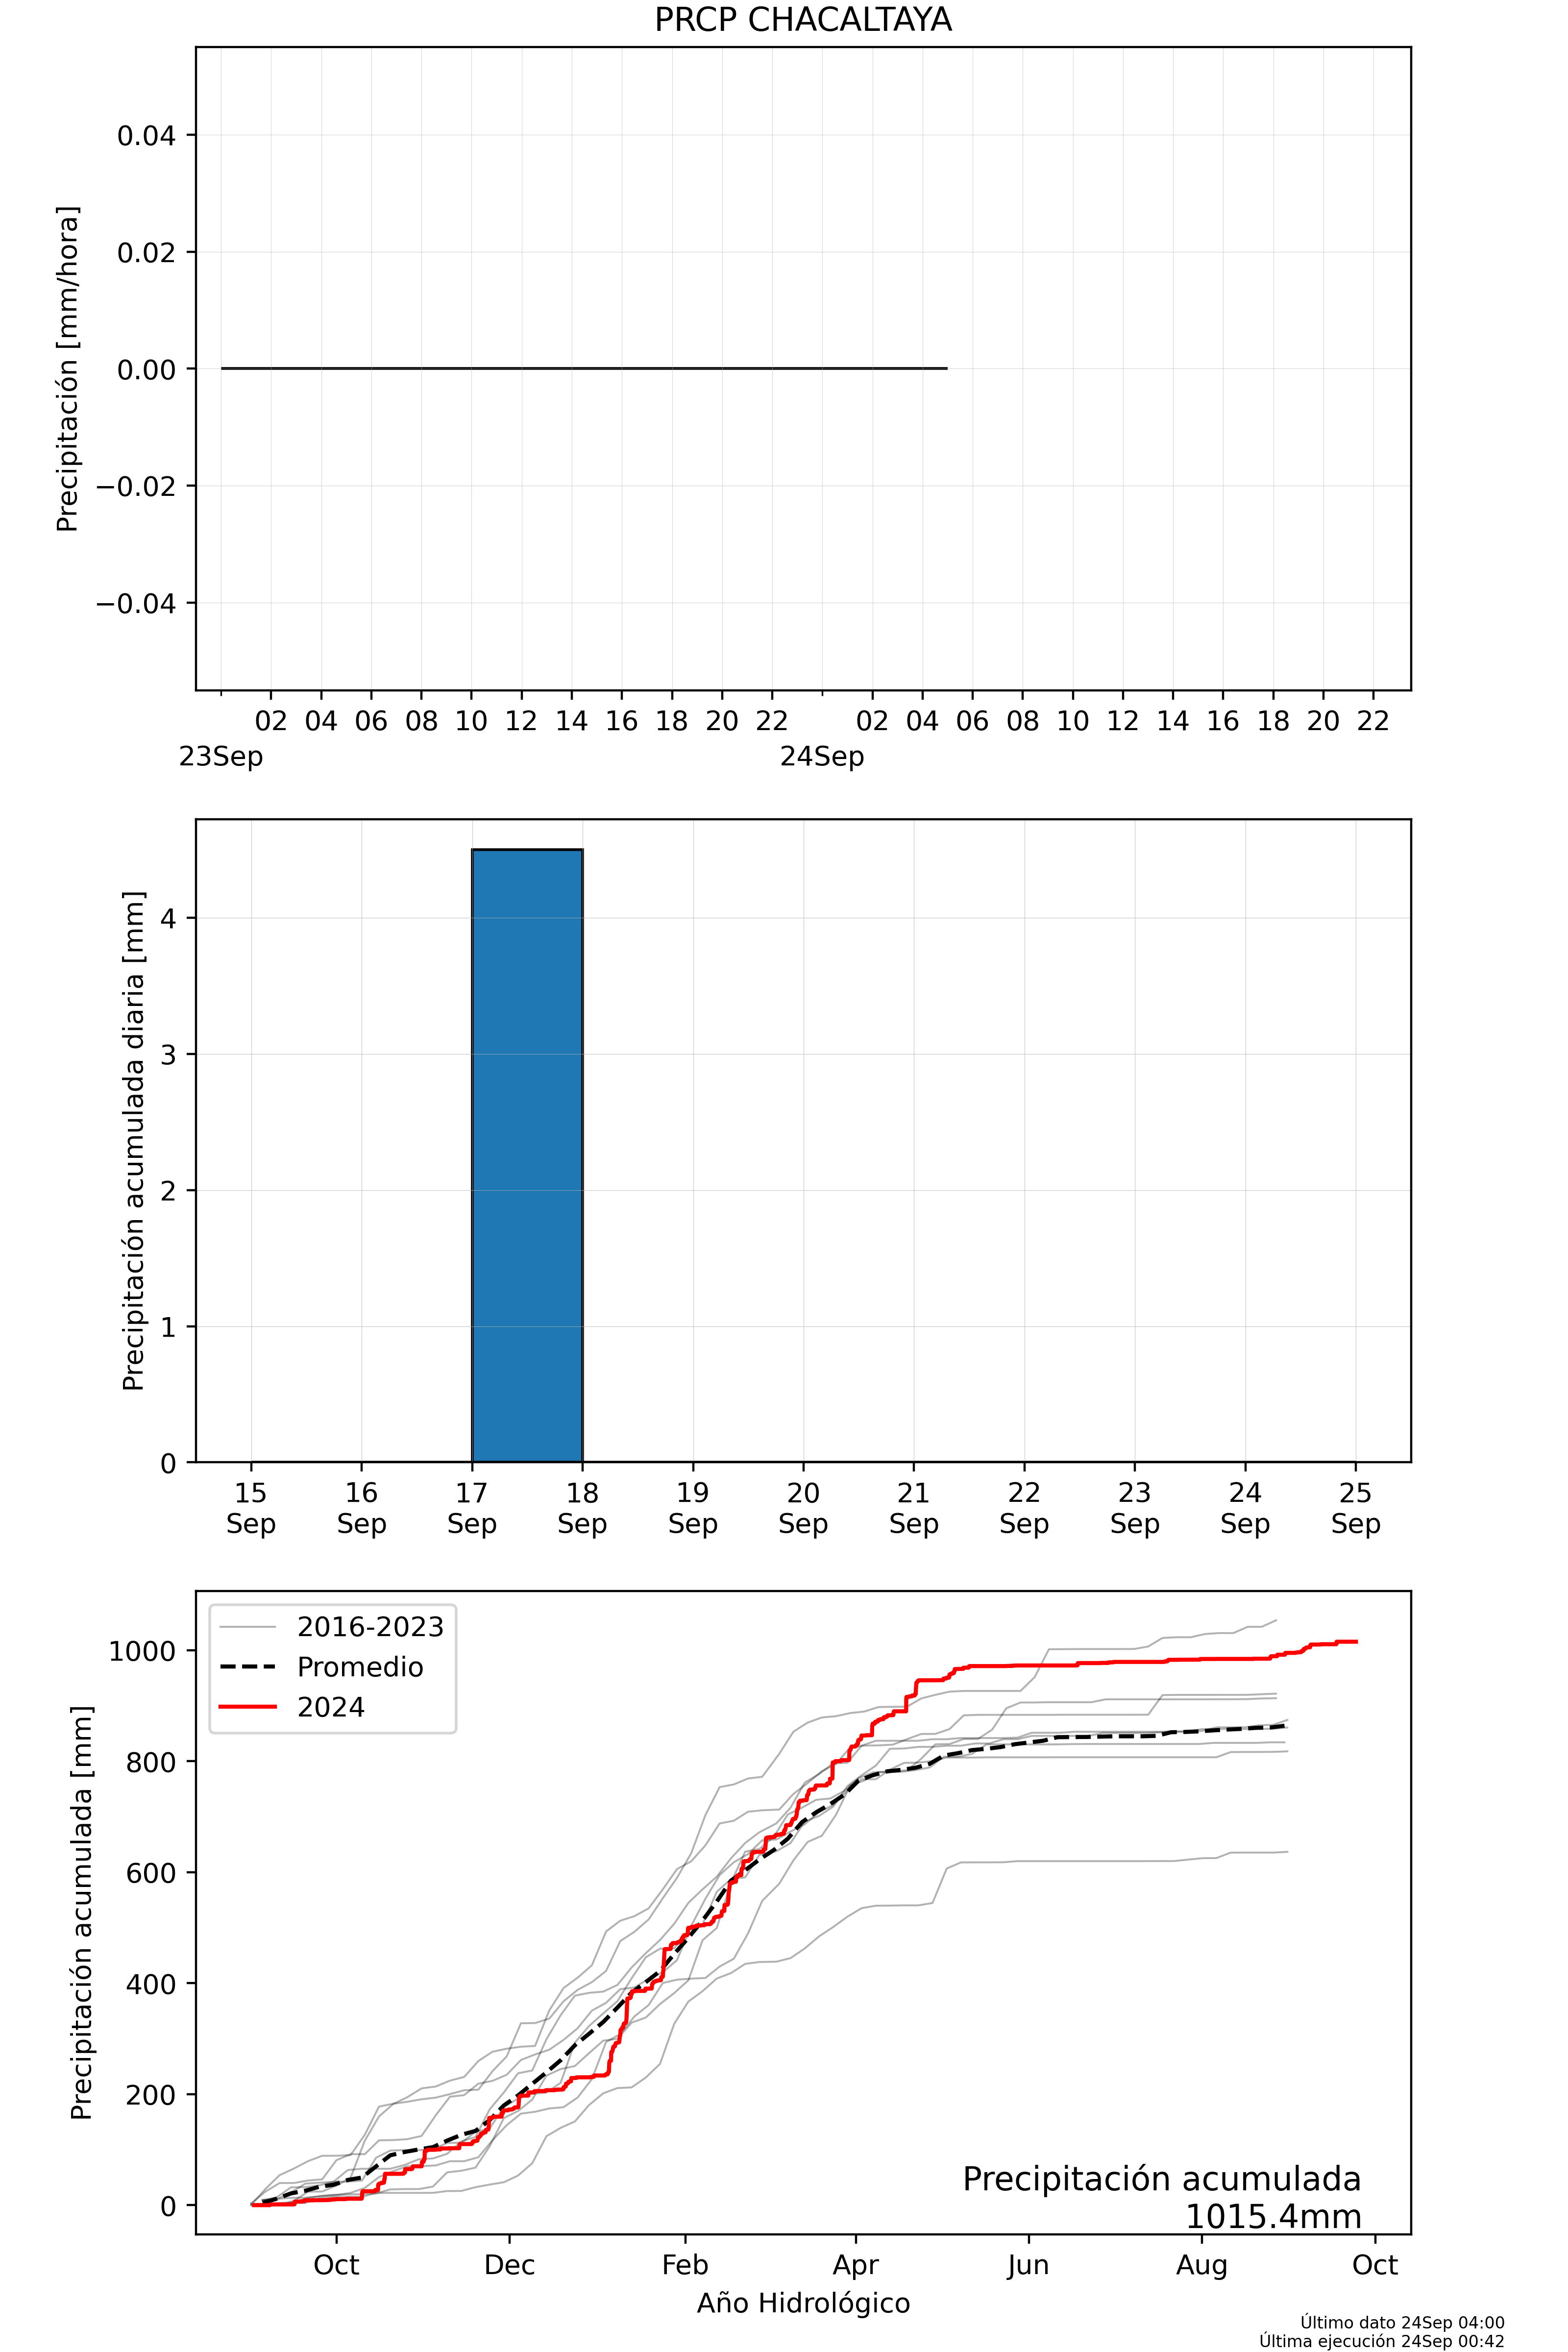 PRCP CHACALTAYA
Precipitación [mm/hora]
0.04
0.02
0.00
−0.02
−0.04
02 04 06 08 10 12 14 16 18 20 22 02 04 06 08 10 12 14 16 18 20 22
23Sep 24Sep
Precipitación acumulada diaria [mm]
4
3
2
1
0
15 16 17 18 19 20 21 22 23 24 25
Sep Sep Sep Sep Sep Sep Sep Sep Sep Sep Sep
Precipitación acumulada [mm]
1000
800
600
400
200
0
2016-2023
Promedio
2024
Precipitación acumulada
1015.4mm
Oct Dec Feb Apr Jun Aug Oct
Año Hidrológico
Último dato 24Sep 04:00
Última ejecución 24Sep 00:42